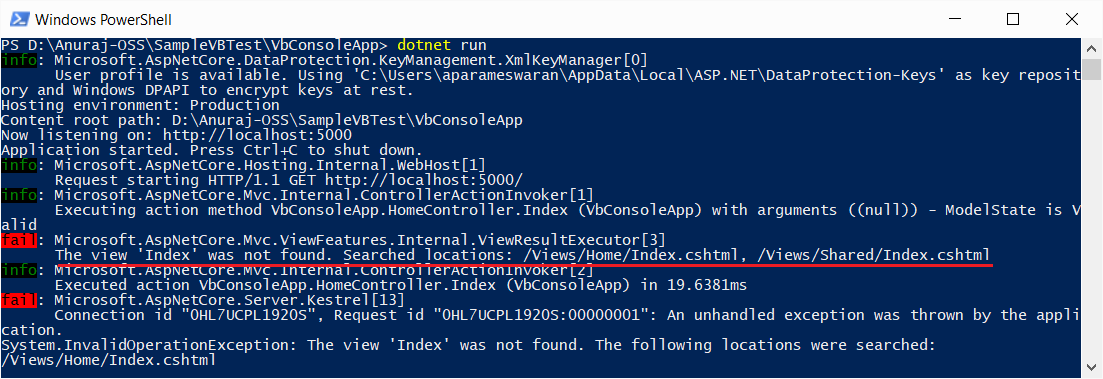 Windows PowerShell
PS D:\Anuraj-OSS\SampleVBTest\VbConsoleApp> dotnet run
info: Microsoft.AspNetCore.DataProtection.KeyManagement.XmlKeyManager[0]
      User profile is available. Using 'C:\Users\aparameswaran\AppData\Local\ASP.NET\DataProtection-Keys' as key reposit
ory and Windows DPAPI to encrypt keys at rest.
Hosting environment: Production
Content root path: D:\Anuraj-OSS\SampleVBTest\VbConsoleApp
Now listening on: http://localhost:5000
Application started. Press Ctrl+C to shut down.
info: Microsoft.AspNetCore.Hosting.Internal.WebHost[1]
      Request starting HTTP/1.1 GET http://localhost:5000/
info: Microsoft.AspNetCore.Mvc.Internal.ControllerActionInvoker[1]
      Executing action method VbConsoleApp.HomeController.Index (VbConsoleApp) with arguments ((null)) - ModelState is V
alid
fail: Microsoft.AspNetCore.Mvc.ViewFeatures.Internal.ViewResultExecutor[3]
      The view 'Index' was not found. Searched locations: /Views/Home/Index.cshtml, /Views/Shared/Index.cshtml
info: Microsoft.AspNetCore.Mvc.Internal.ControllerActionInvoker[2]
      Executed action VbConsoleApp.HomeController.Index (VbConsoleApp) in 19.6381ms
fail: Microsoft.AspNetCore.Server.Kestrel[13]
      Connection id "0HL7UCPL192OS", Request id "0HL7UCPL192OS:00000001": An unhandled exception was thrown by the appli
cation.
System.InvalidOperationException: The view 'Index' was not found. The following locations were searched:
/Views/Home/Index.cshtml